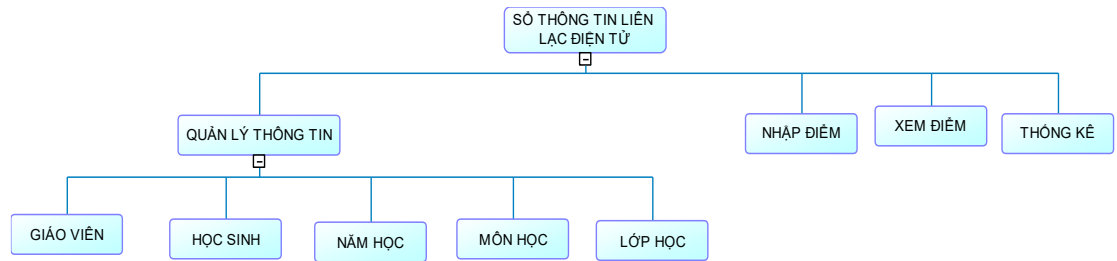 SỔ THÔNG TIN LIÊN
LẠC ĐIỆN TỬ
QUẢN LÝ THÔNG TIN
NHẬP ĐIỂM
XEM ĐIỂM
THỐNG KÊ
GIÁO VIÊN
HỌC SINH
NĂM HỌC
MÔN HỌC
LỚP HỌC